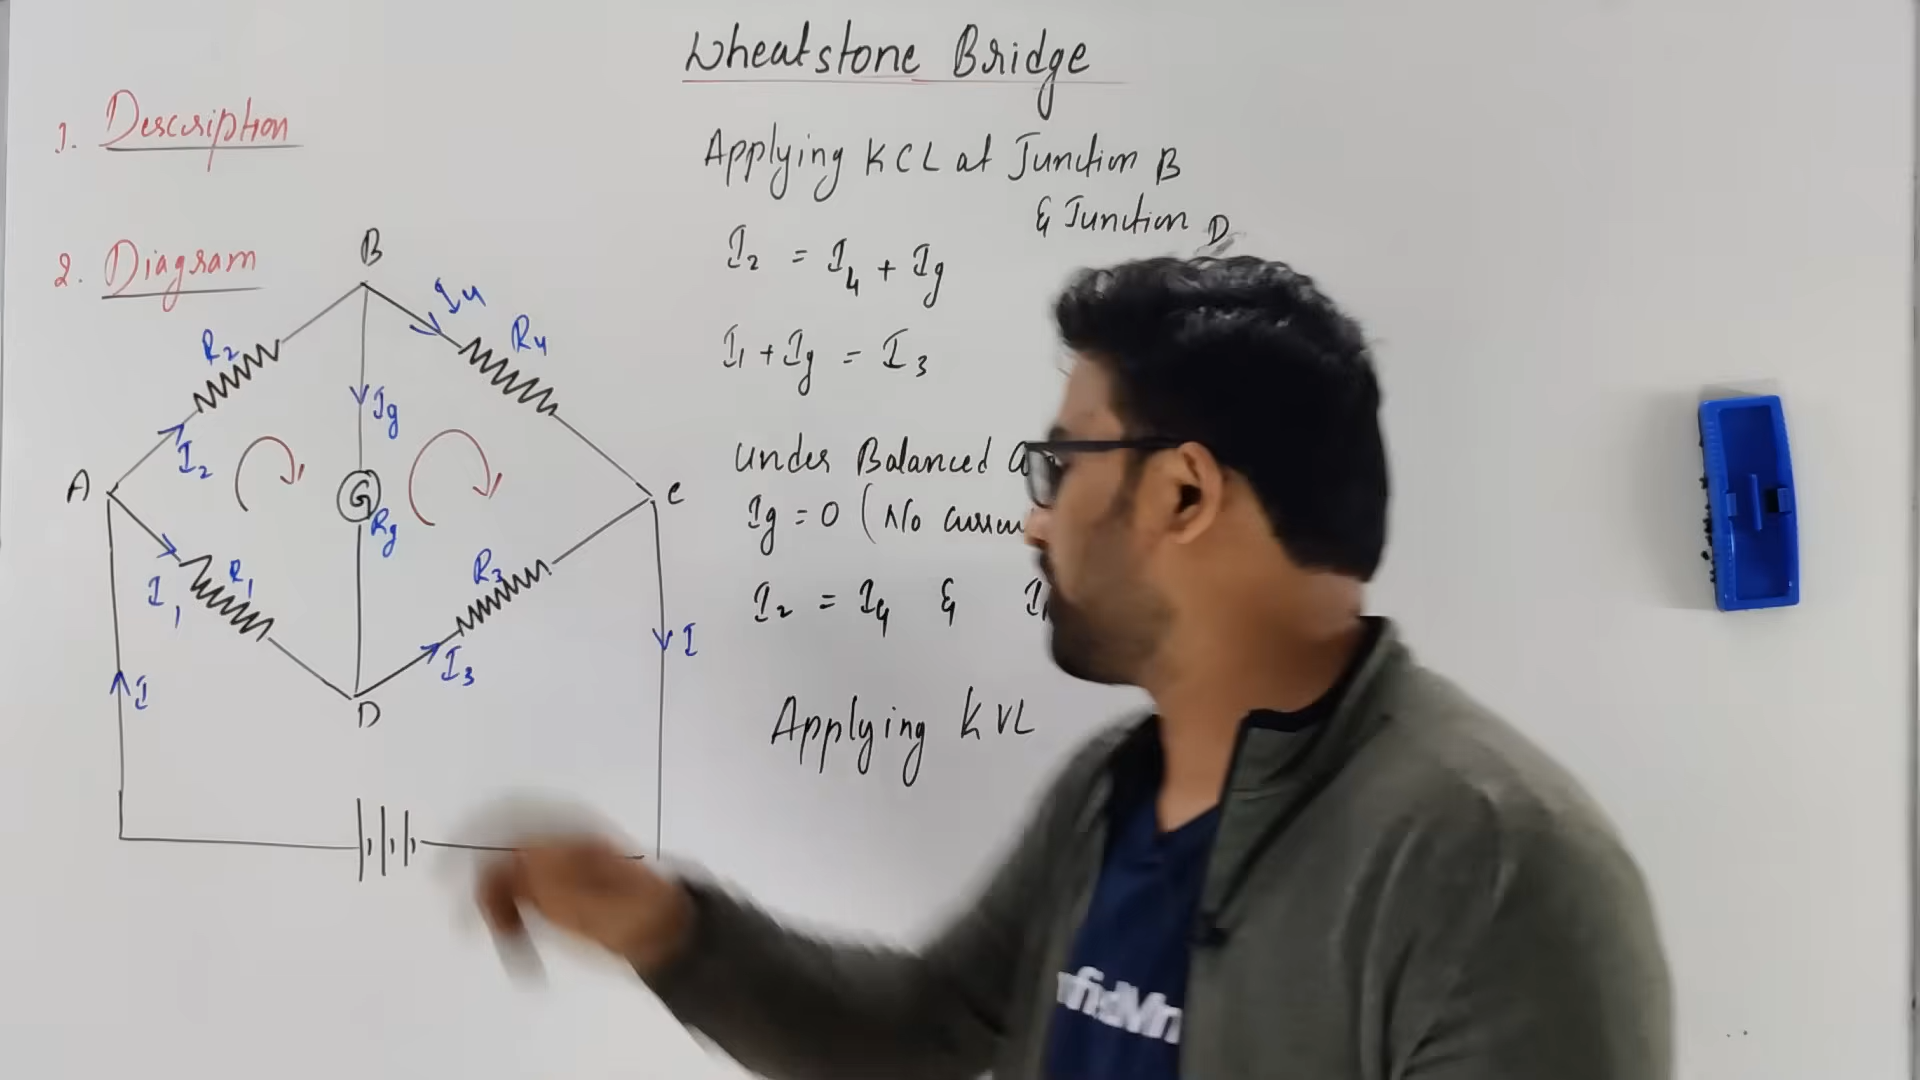 Wheatstone Bridge
1. Description
2. Diagram
B
R2
I4
R4
Ig
I2
A
G
Rg
C
I1
R1
R3
I3
I
I
D
Applying KCL at Junction B
& Junction D
I2 = I4 + Ig
I1 + Ig = I3
Under Balanced
Ig = 0 (No
I2 = I4 &
Applying KVL